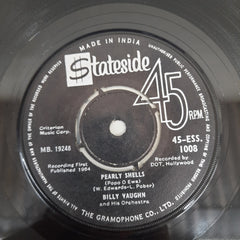 MADE IN INDIA
Stateside
45
RPM.
Criterion
Music Corp.
MB. 19248
45-ESS.
1008
Recording First
Published 1964
Recorded by
DOT, Hollywood
PEARLY SHELLS
(Popo O Ewa)
(W. Edwards-L. Pober)
BILLY VAUGHN
and His Orchestra
THE GRAMOPHONE CO., LTD.